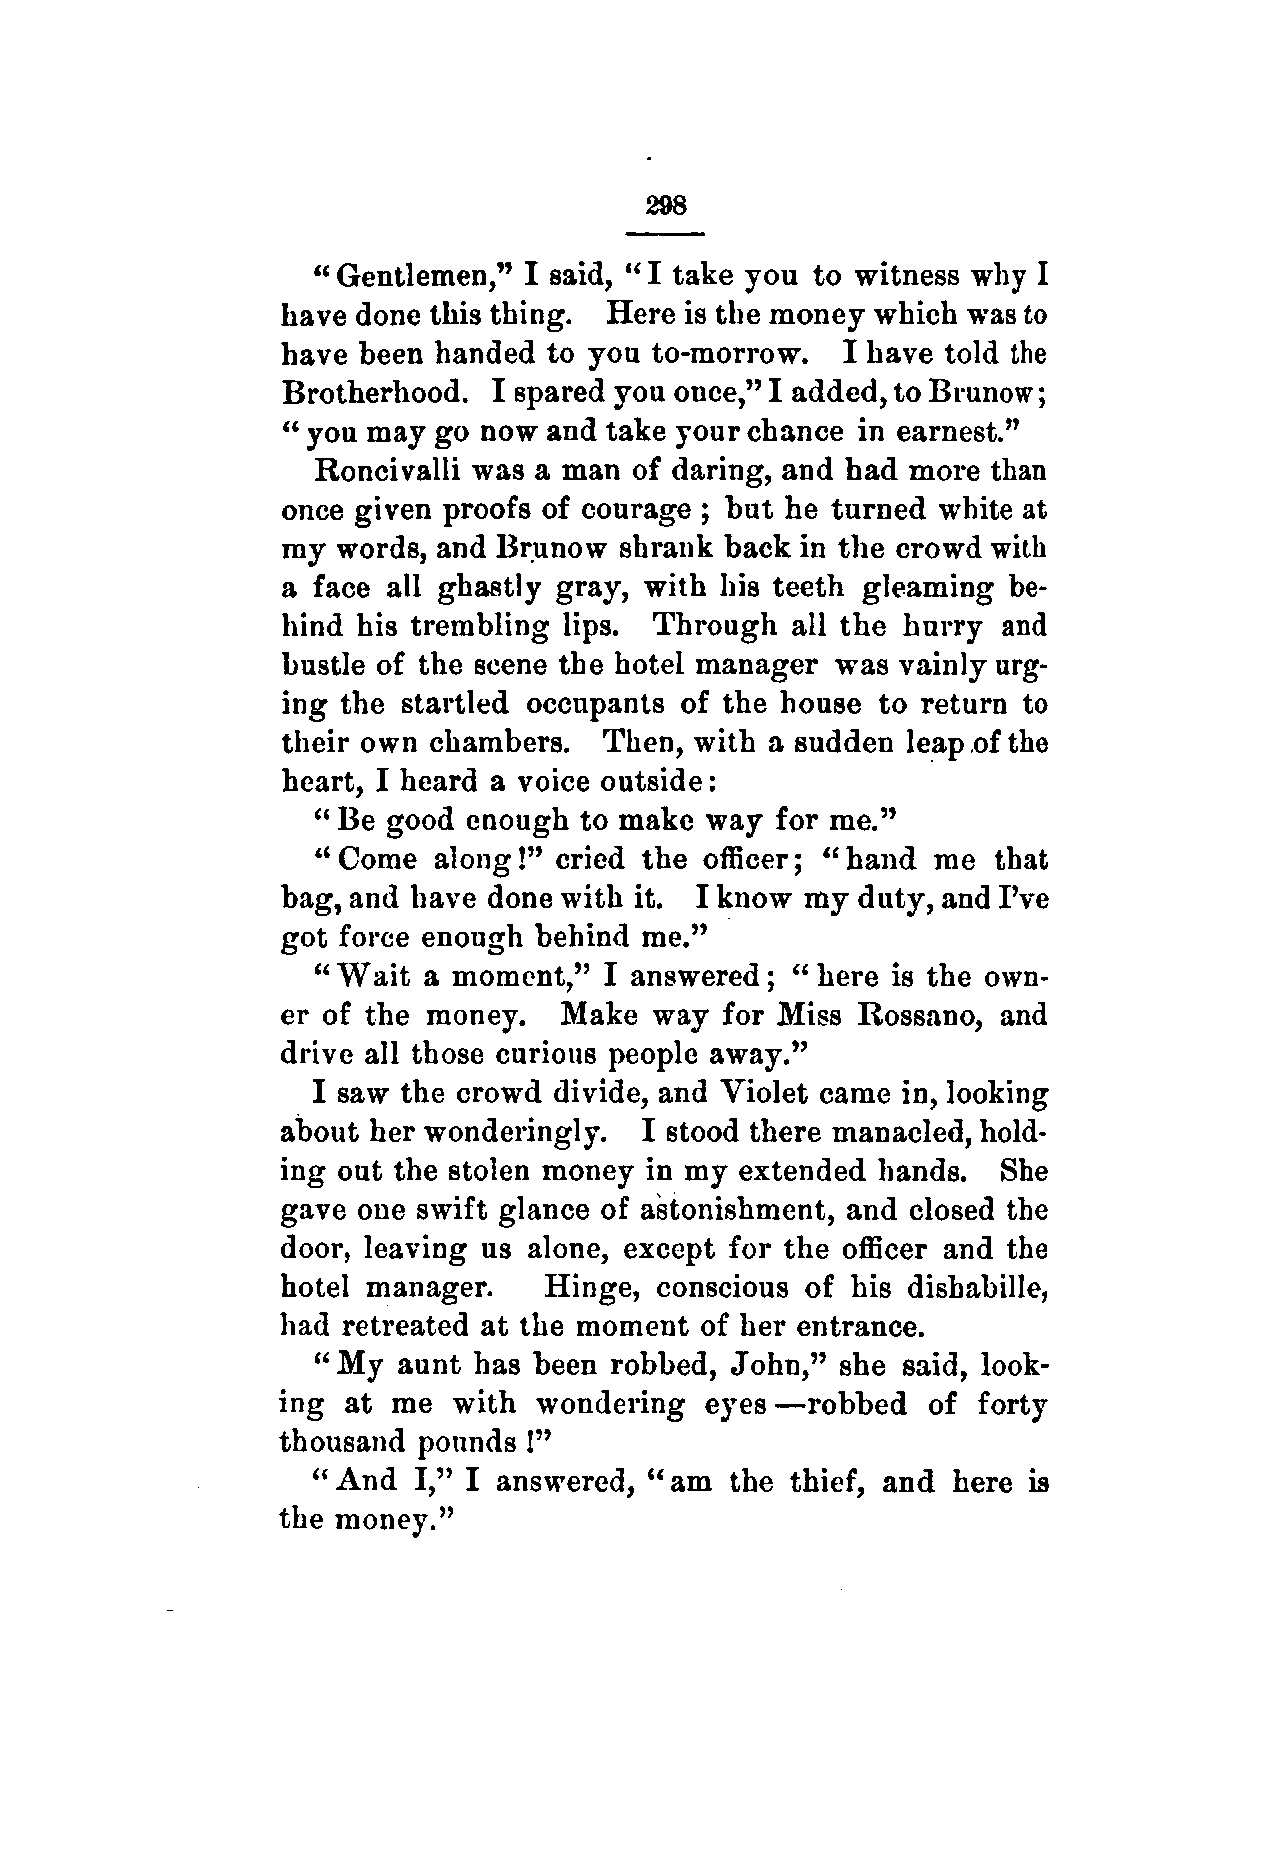 298
“Gentlemen,” I said, “I take you to witness why I
have done this thing. Here is the money which was to
have been handed to you to-morrow. I have told the
Brotherhood. I spared you once,” I added, to Brunow;
“you may go now and take your chance in earnest.”
Roncivalli was a man of daring, and had more than
once given proofs of courage; but he turned white at
my words, and Brunow shrank back in the crowd with
a face all ghastly gray, with his teeth gleaming be-
hind his trembling lips. Through all the hurry and
bustle of the scene the hotel manager was vainly urg-
ing the startled occupants of the house to return to
their own chambers. Then, with a sudden leap of the
heart, I heard a voice outside:
“Be good enough to make way for me.”
“Come along!” cried the officer; “hand me that
bag, and have done with it. I know my duty, and I’ve
got force enough behind me.”
“Wait a moment,” I answered; “here is the own-
er of the money. Make way for Miss Rossano, and
drive all those curious people away.”
I saw the crowd divide, and Violet came in, looking
about her wonderingly. I stood there manacled, hold-
ing out the stolen money in my extended hands. She
gave one swift glance of astonishment, and closed the
door, leaving us alone, except for the officer and the
hotel manager. Hinge, conscious of his dishabille,
had retreated at the moment of her entrance.
“My aunt has been robbed, John,” she said, look-
ing at me with wondering eyes—robbed of forty
thousand pounds!”
“And I,” I answered, “am the thief, and here is
the money.”